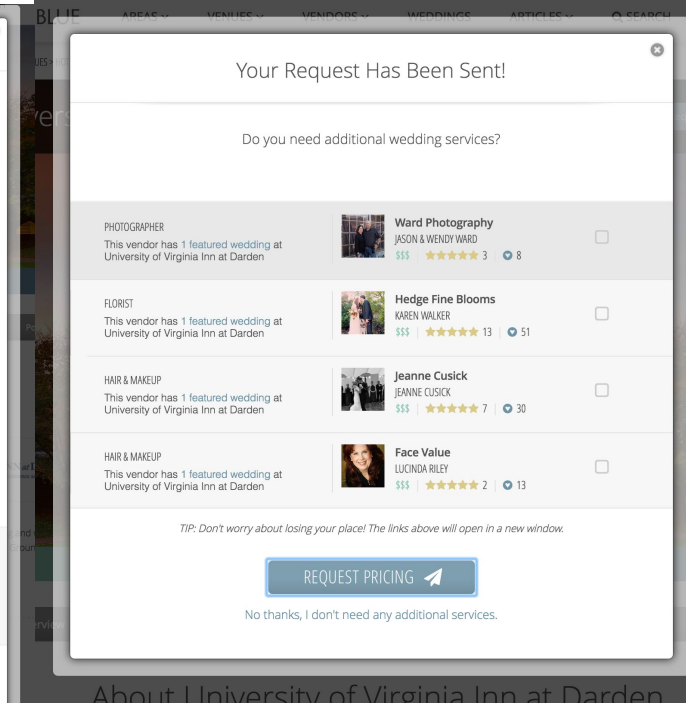 BLUE
AREAS
VENUES
VENDORS
WEDDINGS
ARTICLES
SEARCH
Your Request Has Been Sent!
Do you need additional wedding services?
PHOTOGRAPHER
This vendor has 1 featured wedding at
University of Virginia Inn at Darden
Ward Photography
JASON & WENDY WARD
$$$ | ★★★★★ 3 | 8
FLORIST
This vendor has 1 featured wedding at
University of Virginia Inn at Darden
Hedge Fine Blooms
KAREN WALKER
$$$ | ★★★★★ 13 | 51
HAIR & MAKEUP
This vendor has 1 featured wedding at
University of Virginia Inn at Darden
Jeanne Cusick
JEANNE CUSICK
$$$ | ★★★★★ 7 | 30
HAIR & MAKEUP
This vendor has 1 featured wedding at
University of Virginia Inn at Darden
Face Value
LUCINDA RILEY
$$$ | ★★★★★ 2 | 13
TIP: Don't worry about losing your place! The links above will open in a new window.
REQUEST PRICING
No thanks, I don't need any additional services.
About University of Virginia Inn at Darden